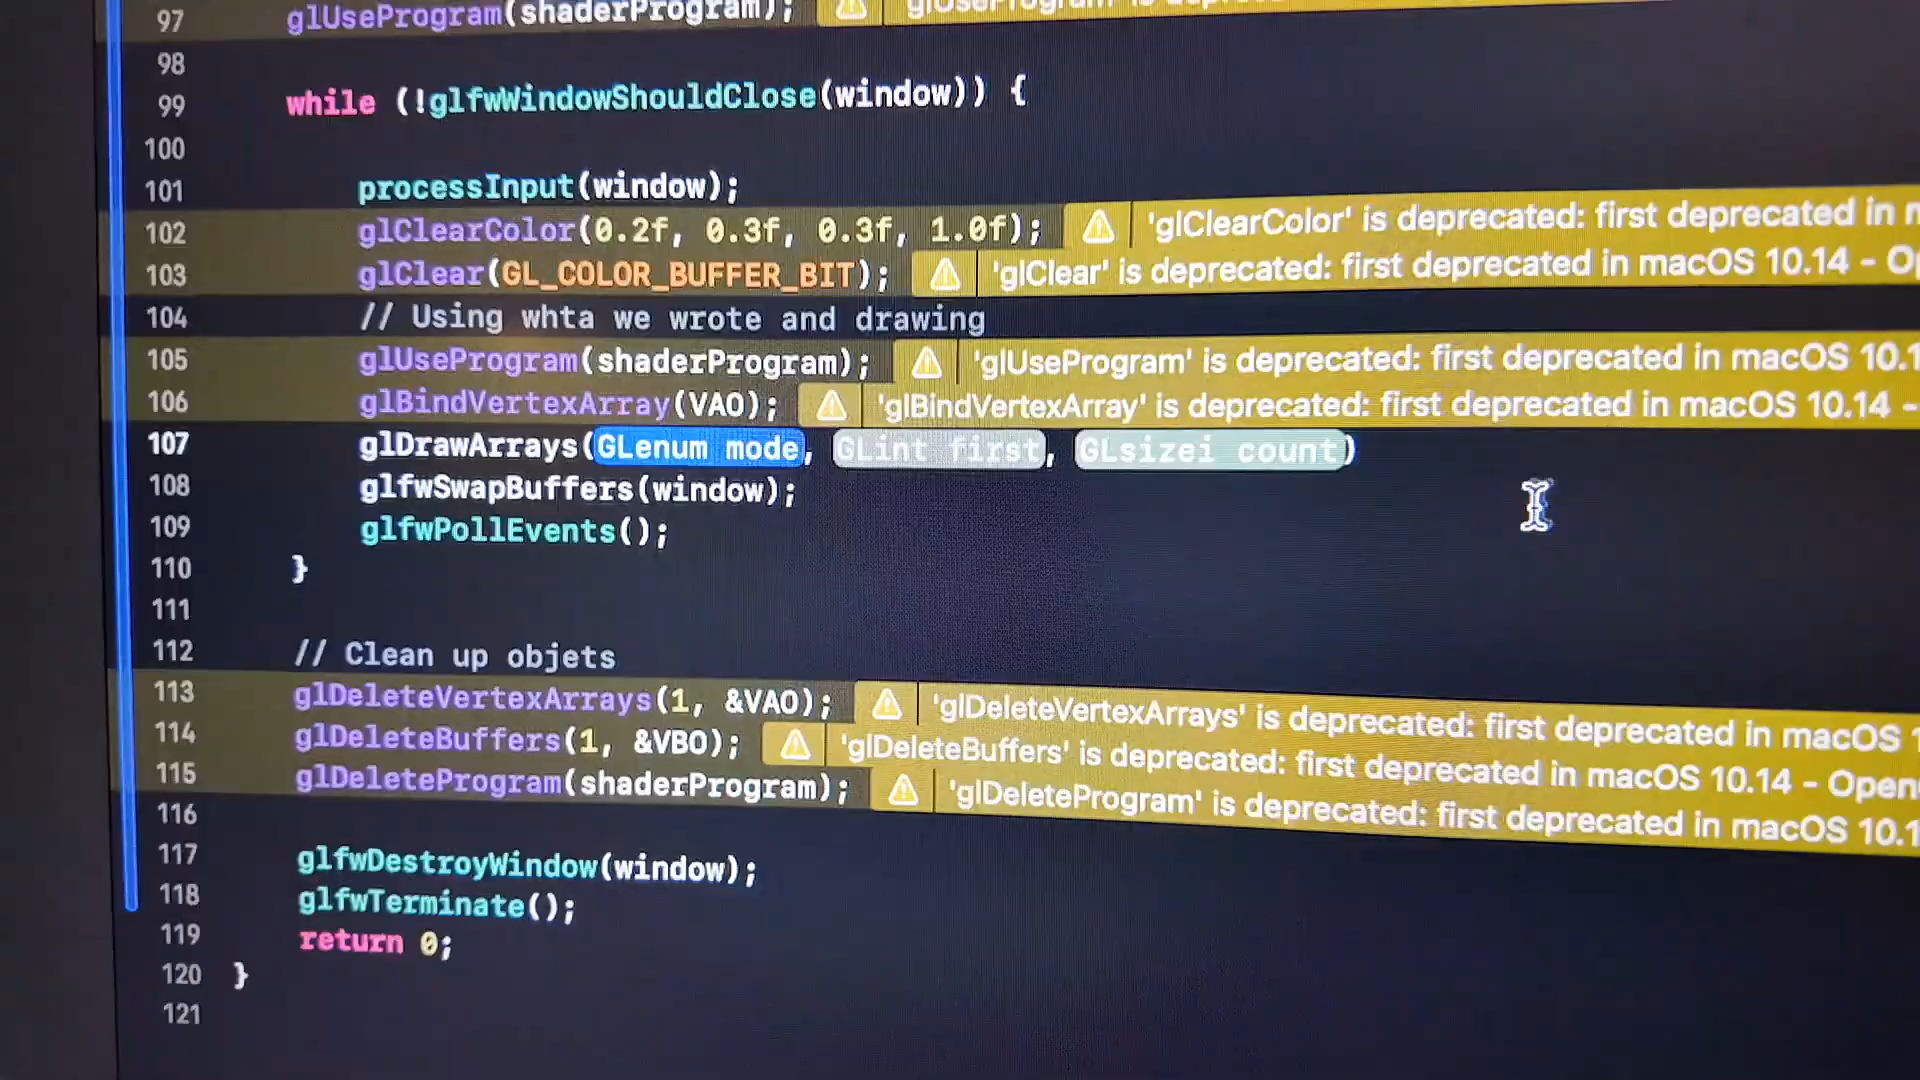 97 glUseProgram(shaderProgram);
98
99 while (!glfwWindowShouldClose(window)) {
100
101 processInput(window);
102 glClearColor(0.2f, 0.3f, 0.3f, 1.0f); 'glClearColor' is deprecated: first deprecated in
103 glClear(GL_COLOR_BUFFER_BIT); 'glClear' is deprecated: first deprecated in macOS 10.14 -
104 // Using whta we wrote and drawing
105 glUseProgram(shaderProgram); 'glUseProgram' is deprecated: first deprecated in macOS 10.1
106 glBindVertexArray(VAO); 'glBindVertexArray' is deprecated: first deprecated in macOS 10.14 -
107 glDrawArrays(GLenum mode, GLint first, GLsizei count)
108 glfwSwapBuffers(window);
109 glfwPollEvents();
110 }
111
112 // Clean up objets
113 glDeleteVertexArrays(1, &VAO); 'glDeleteVertexArrays' is deprecated: first deprecated in macOS 1
114 glDeleteBuffers(1, &VBO); 'glDeleteBuffers' is deprecated: first deprecated in macOS 10.14 - Open
115 glDeleteProgram(shaderProgram); 'glDeleteProgram' is deprecated: first deprecated in macOS 10.1
116
117 glfwDestroyWindow(window);
118 glfwTerminate();
119 return 0;
120 }
121